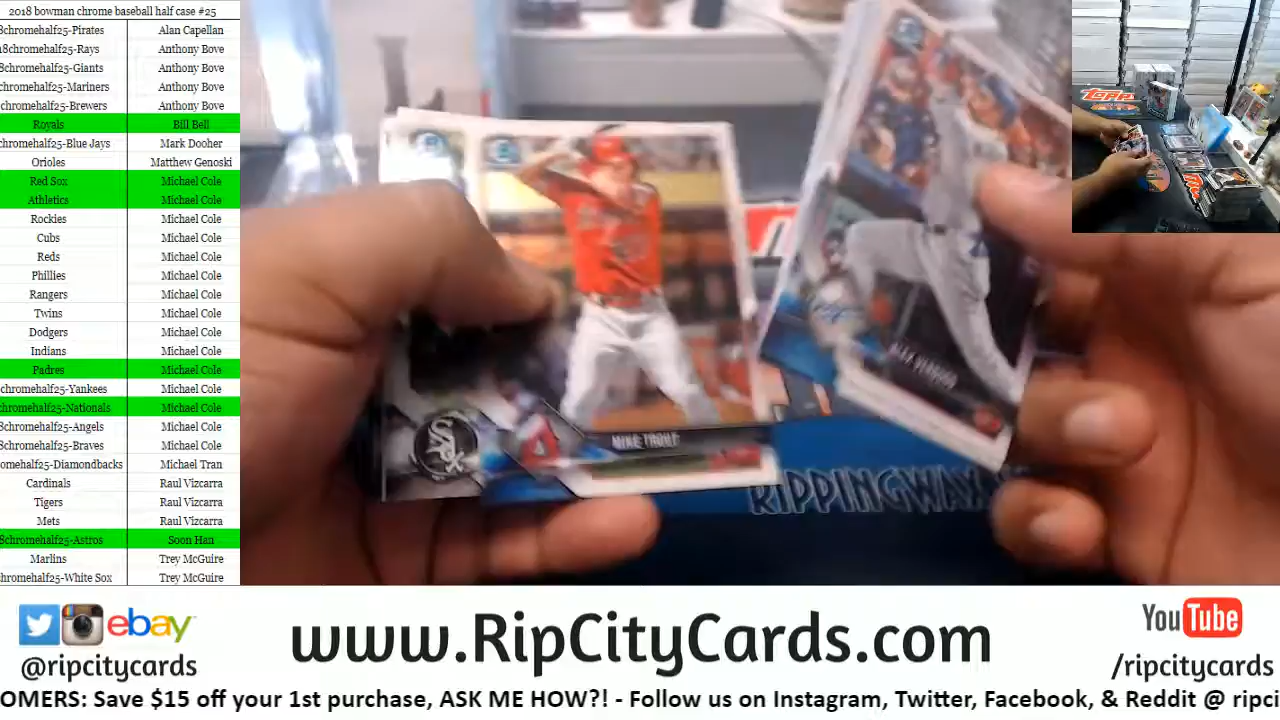 2018 bowman chrome baseball half case #25
8chromehalf25-Pirates Alan Capellan
18chromehalf25-Rays Anthony Bove
8chromehalf25-Giants Anthony Bove
chromehalf25-Mariners Anthony Bove
chromehalf25-Brewers Anthony Bove
Royals Bill Bell
chromehalf25-Blue Jays Mark Dooher
Orioles Matthew Genoski
Red Sox Michael Cole
Athletics Michael Cole
Rockies Michael Cole
Cubs Michael Cole
Reds Michael Cole
Phillies Michael Cole
Rangers Michael Cole
Twins Michael Cole
Dodgers Michael Cole
Indians Michael Cole
Padres Michael Cole
chromehalf25-Yankees Michael Cole
chromehalf25-Nationals Michael Cole
8chromehalf25-Angels Michael Cole
8chromehalf25-Braves Michael Cole
omehalf25-Diamondbacks Michael Tran
Cardinals Raul Vizcarra
Tigers Raul Vizcarra
Mets Raul Vizcarra
8chromehalf25-Astros Soon Han
Marlins Trey McGuire
chromehalf25-White Sox Trey McGuire
Topps
MIKE TROUT
ALEX VERDUGO
RIPPINGWAX
ebay
@ripcitycards
www.RipCityCards.com
YouTube
/ripcitycards
OMERS: Save $15 off your 1st purchase, ASK ME HOW?! - Follow us on Instagram, Twitter, Facebook, & Reddit @ ripci